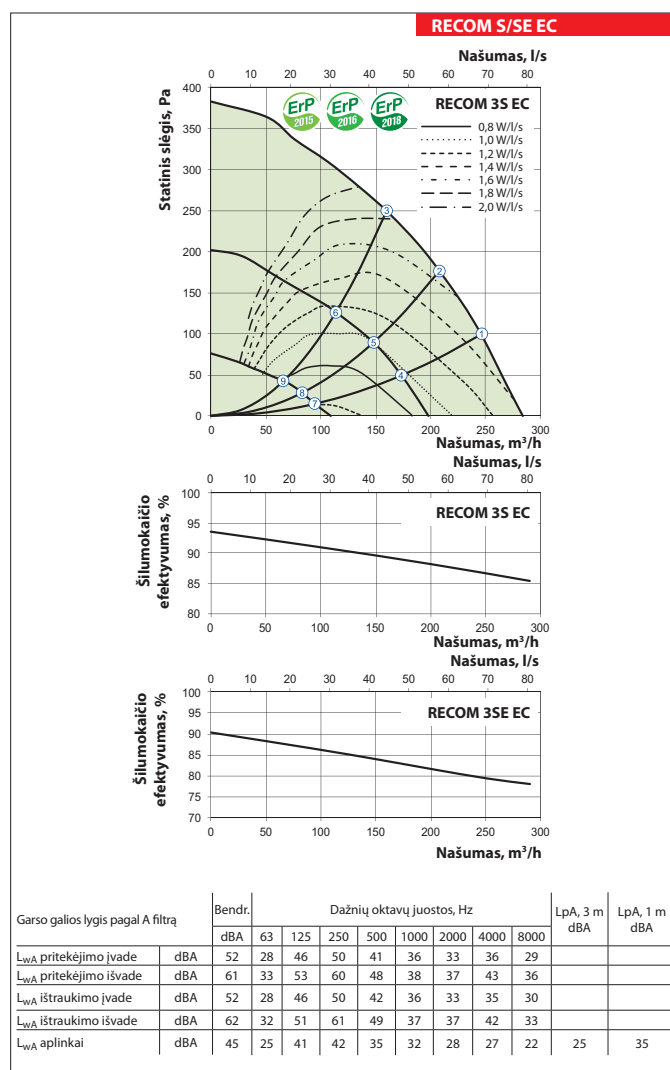 RECOM S/SE EC
Našumas, l/s
0 10 20 30 40 50 60 70 80
Statinis slėgis, Pa
400
350
300
250
200
150
100
50
0
ErP 2015
ErP 2016
ErP 2018
RECOM 3S EC
0,8 W/l/s
1,0 W/l/s
1,2 W/l/s
1,4 W/l/s
1,6 W/l/s
1,8 W/l/s
2,0 W/l/s
3
2
1
6
5
4
9
8
7
0 50 100 150 200 250 300
Našumas, m³/h
Našumas, l/s
0 10 20 30 40 50 60 70 80
Šilumokaičio
efektyvumas, %
100
95
90
85
80
RECOM 3S EC
0 50 100 150 200 250 300
Našumas, m³/h
Našumas, l/s
0 10 20 30 40 50 60 70 80
Šilumokaičio
efektyvumas, %
100
95
90
85
80
75
70
RECOM 3SE EC
0 50 100 150 200 250 300
Našumas, m³/h
Garso galios lygis pagal A filtrą Bendr. Dažnių oktavų juostos, Hz LpA, 3 m dBA LpA, 1 m dBA
dBA 63 125 250 500 1000 2000 4000 8000
LwA pritekėjimo įvade dBA 52 28 46 50 41 36 33 36 29
LwA pritekėjimo išvade dBA 61 33 53 60 48 38 37 43 36
LwA ištraukimo įvade dBA 52 28 46 50 42 36 33 35 30
LwA ištraukimo išvade dBA 62 32 51 61 49 37 37 42 33
LwA aplinkai dBA 45 25 41 42 35 32 28 27 22 25 35